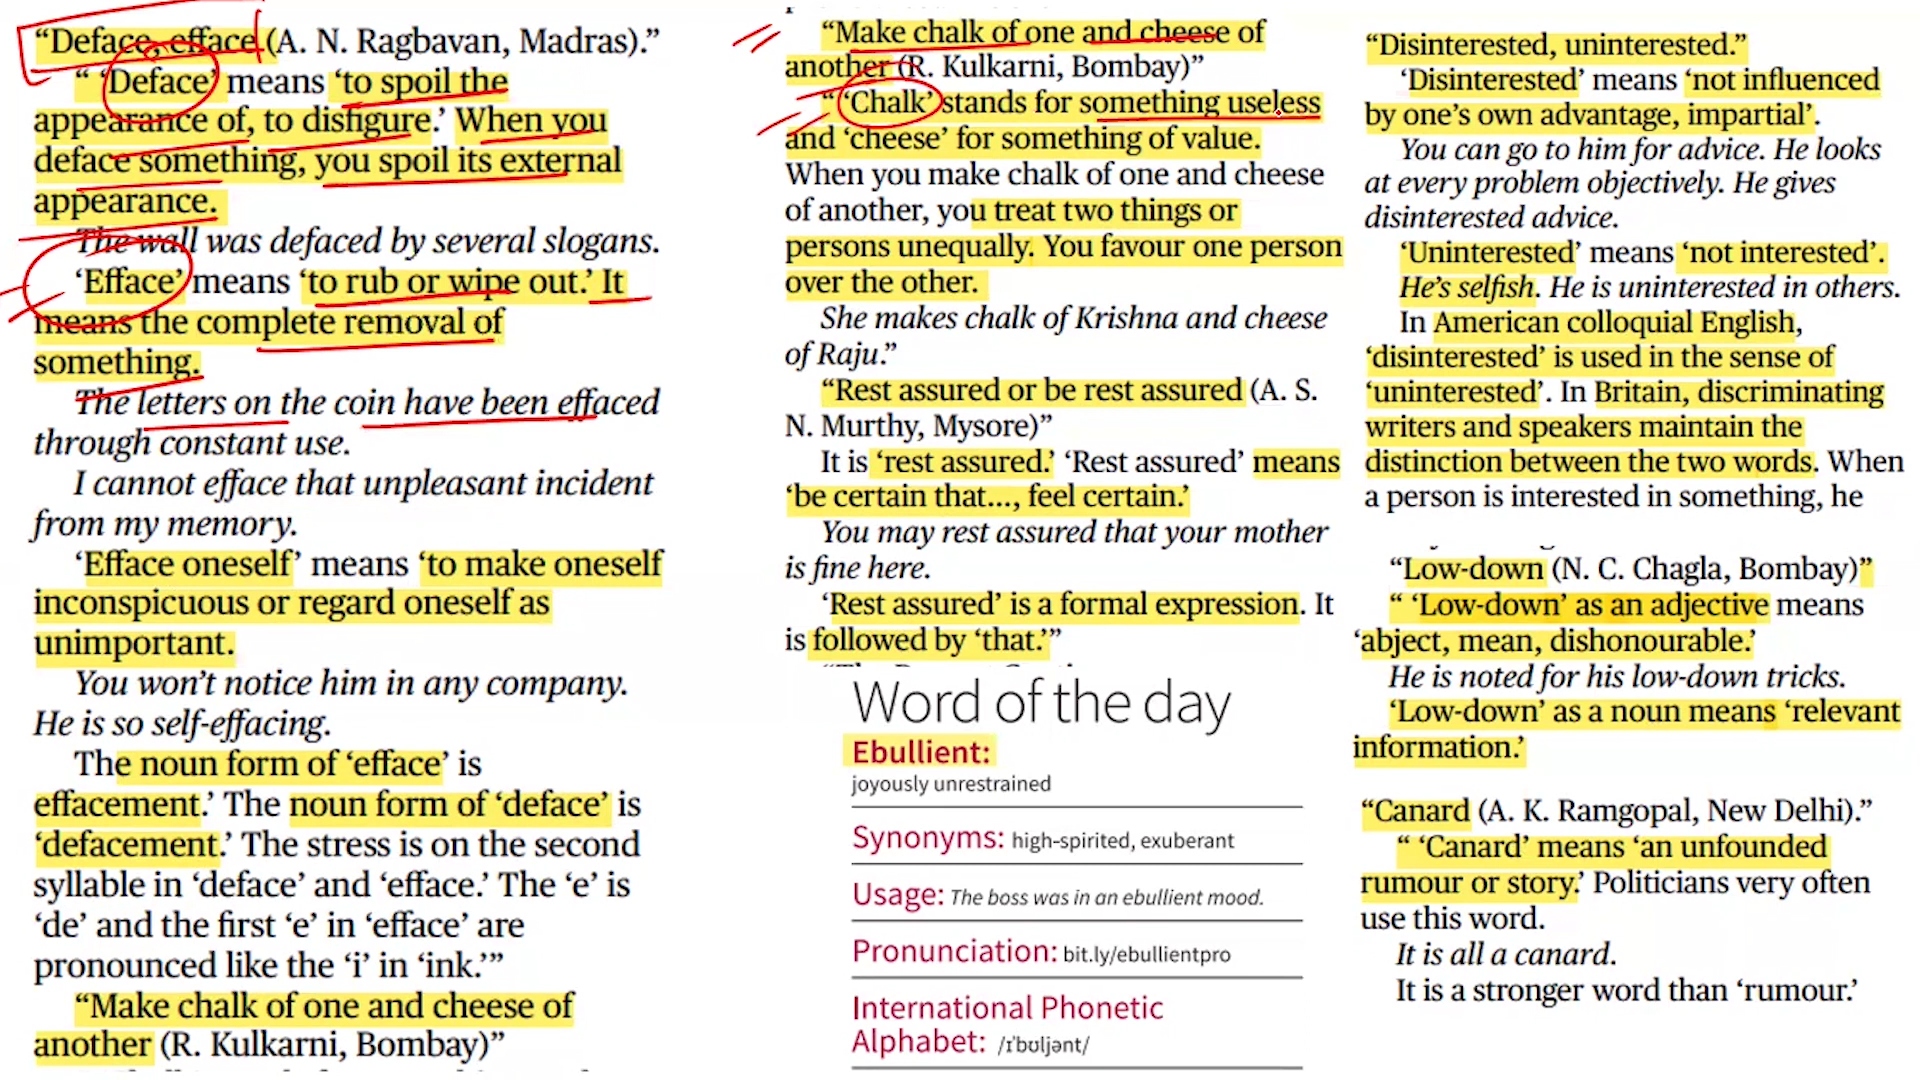 “Deface, efface (A. N. Ragbavan, Madras).”
“ ‘Deface’ means ‘to spoil the
appearance of, to disfigure.’ When you
deface something, you spoil its external
appearance.
The wall was defaced by several slogans.
‘Efface’ means ‘to rub or wipe out.’ It
means the complete removal of
something.
The letters on the coin have been effaced
through constant use.
I cannot efface that unpleasant incident
from my memory.
‘Efface oneself’ means ‘to make oneself
inconspicuous or regard oneself as
unimportant.
You won’t notice him in any company.
He is so self-effacing.
The noun form of ‘efface’ is
effacement.’ The noun form of ‘deface’ is
‘defacement.’ The stress is on the second
syllable in ‘deface’ and ‘efface.’ The ‘e’ is
‘de’ and the first ‘e’ in ‘efface’ are
pronounced like the ‘i’ in ‘ink.’”
“Make chalk of one and cheese of
another (R. Kulkarni, Bombay)”
“Make chalk of one and cheese of
another (R. Kulkarni, Bombay)”
“ ‘Chalk’ stands for something useless
and ‘cheese’ for something of value.
When you make chalk of one and cheese
of another, you treat two things or
persons unequally. You favour one person
over the other.
She makes chalk of Krishna and cheese
of Raju.”
“Rest assured or be rest assured (A. S.
N. Murthy, Mysore)”
It is ‘rest assured.’ ‘Rest assured’ means
‘be certain that..., feel certain.’
You may rest assured that your mother
is fine here.
‘Rest assured’ is a formal expression. It
is followed by ‘that.’”
Word of the day
Ebullient:
joyously unrestrained
Synonyms: high-spirited, exuberant
Usage: The boss was in an ebullient mood.
Pronunciation: bit.ly/ebullientpro
International Phonetic
Alphabet: /ɪˈbʊljənt/
“Disinterested, uninterested.”
‘Disinterested’ means ‘not influenced
by one’s own advantage, impartial’.
You can go to him for advice. He looks
at every problem objectively. He gives
disinterested advice.
‘Uninterested’ means ‘not interested’.
He’s selfish. He is uninterested in others.
In American colloquial English,
‘disinterested’ is used in the sense of
‘uninterested’. In Britain, discriminating
writers and speakers maintain the
distinction between the two words. When
a person is interested in something, he
“Low-down (N. C. Chagla, Bombay)”
“ ‘Low-down’ as an adjective means
‘abject, mean, dishonourable.’
He is noted for his low-down tricks.
‘Low-down’ as a noun means ‘relevant
information.’
“Canard (A. K. Ramgopal, New Delhi).”
“ ‘Canard’ means ‘an unfounded
rumour or story.’ Politicians very often
use this word.
It is all a canard.
It is a stronger word than ‘rumour.’